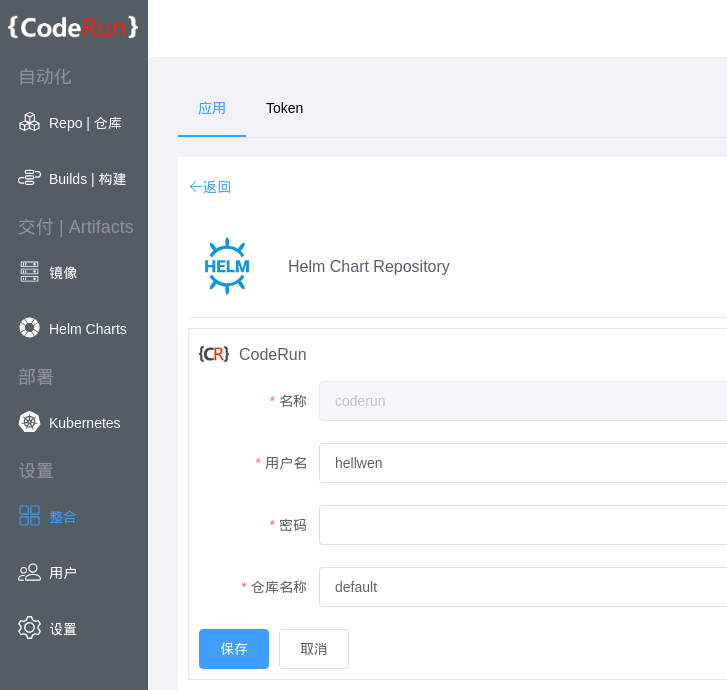 {CodeRun}
自动化
Repo | 仓库
Builds | 构建
交付 | Artifacts
镜像
Helm Charts
部署
Kubernetes
设置
整合
用户
设置
应用 Token
←返回
HELM Helm Chart Repository
{CR} CodeRun
* 名称 coderun
* 用户名 hellwen
* 密码
* 仓库名称 default
保存 取消